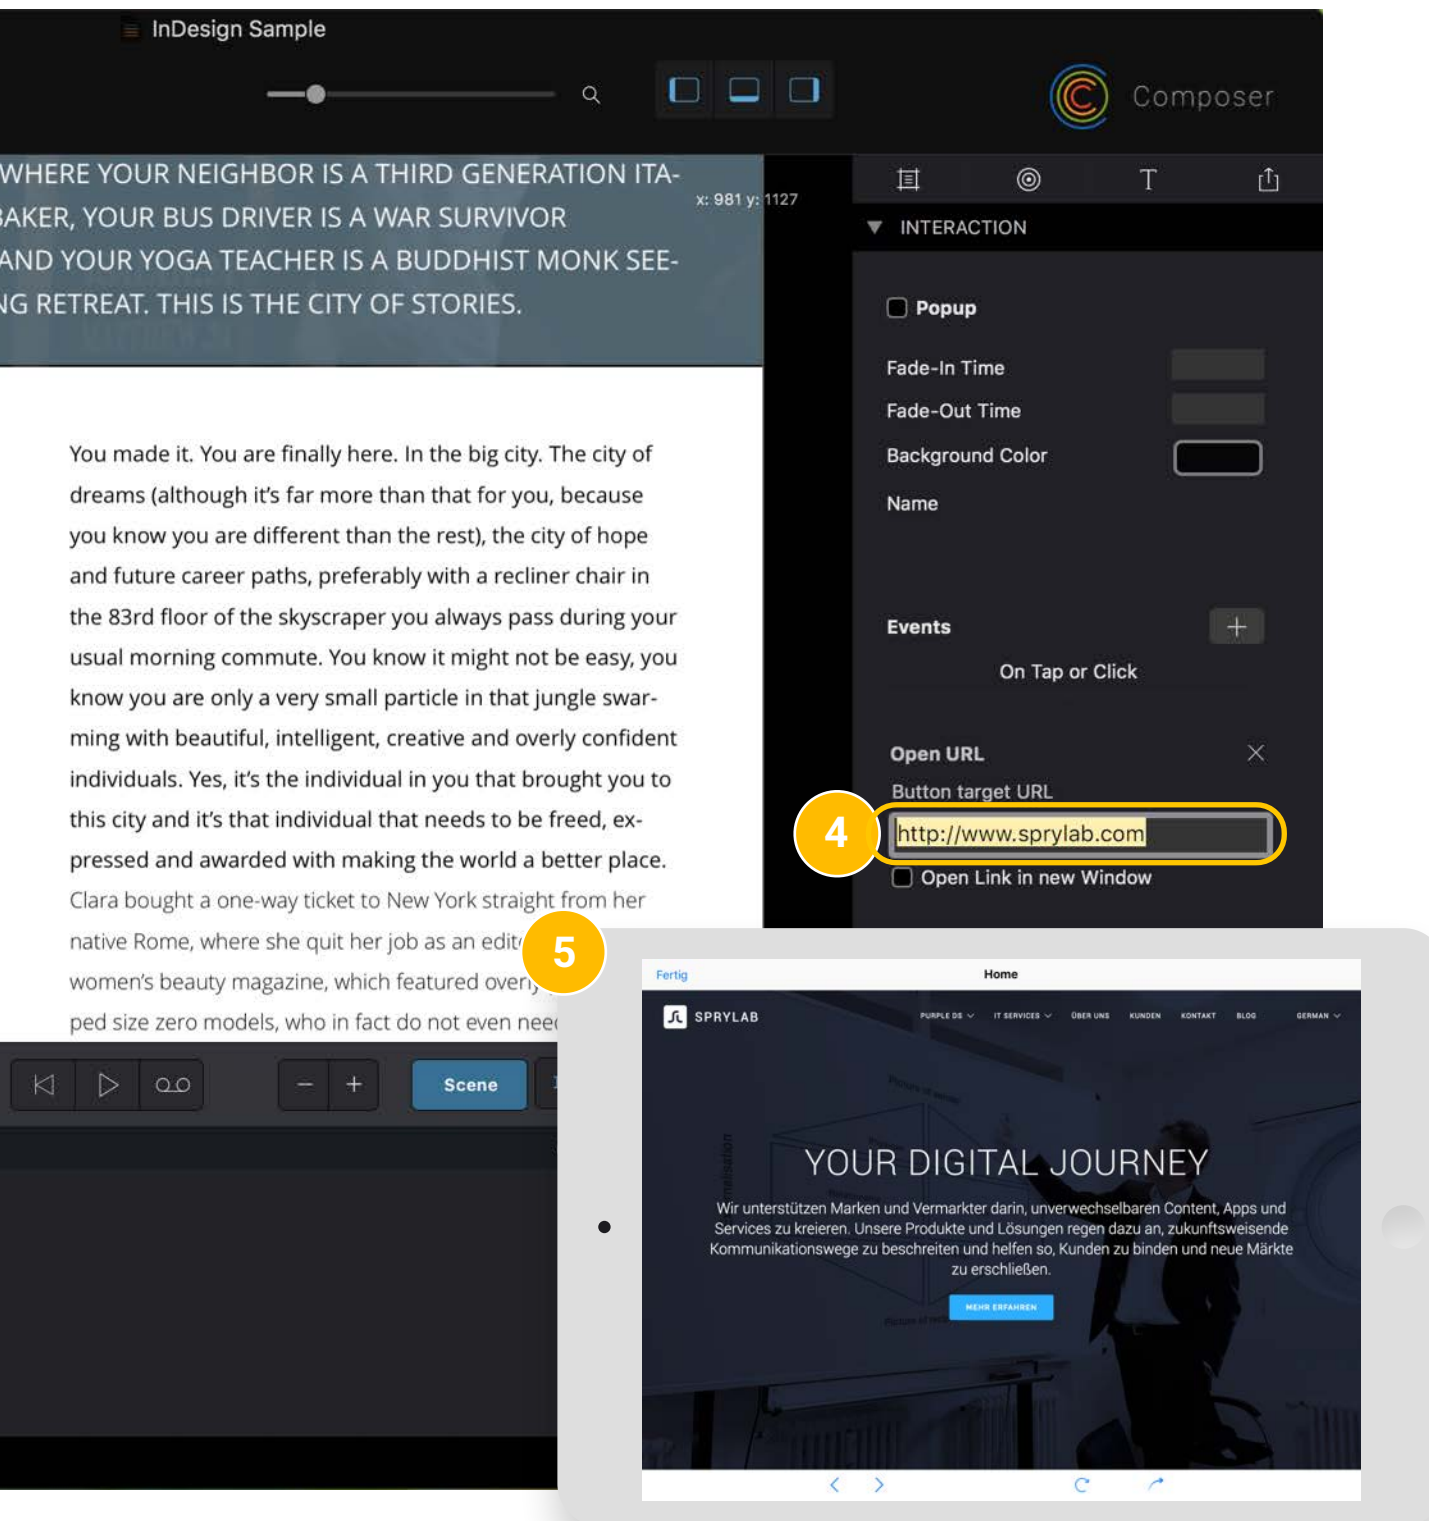 InDesign Sample
Composer
WHERE YOUR NEIGHBOR IS A THIRD GENERATION ITA-
BAKER, YOUR BUS DRIVER IS A WAR SURVIVOR
AND YOUR YOGA TEACHER IS A BUDDHIST MONK SEE-
NG RETREAT. THIS IS THE CITY OF STORIES.
x: 981 y: 1127
INTERACTION
Popup
Fade-In Time
Fade-Out Time
Background Color
Name
Events
On Tap or Click
Open URL
Button target URL
4
http://www.sprylab.com
Open Link in new Window
You made it. You are finally here. In the big city. The city of
dreams (although it's far more than that for you, because
you know you are different than the rest), the city of hope
and future career paths, preferably with a recliner chair in
the 83rd floor of the skyscraper you always pass during your
usual morning commute. You know it might not be easy, you
know you are only a very small particle in that jungle swar-
ming with beautiful, intelligent, creative and overly confident
individuals. Yes, it's the individual in you that brought you to
this city and it's that individual that needs to be freed, ex-
pressed and awarded with making the world a better place.
Clara bought a one-way ticket to New York straight from her
native Rome, where she quit her job as an edit
women's beauty magazine, which featured overly
ped size zero models, who in fact do not even need
Scene
5
Fertig
Home
SPRYLAB
PURPLE DS IT SERVICES ÜBER UNS KUNDEN KONTAKT BLOG GERMAN
YOUR DIGITAL JOURNEY
Wir unterstützen Marken und Vermarkter darin, unverwechselbaren Content, Apps und
Services zu kreieren. Unsere Produkte und Lösungen regen dazu an, zukunftsweisende
Kommunikationswege zu beschreiten und helfen so, Kunden zu binden und neue Märkte
zu erschließen.
MEHR ERFAHREN